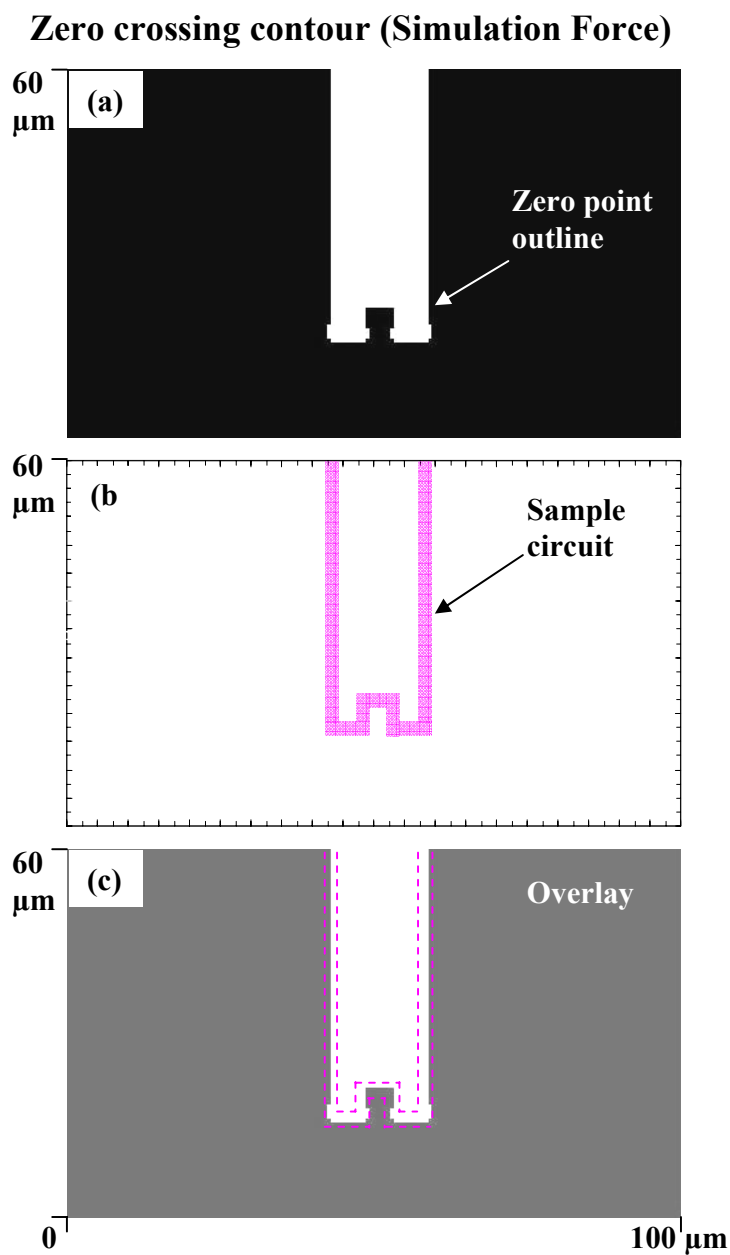 Zero crossing contour (Simulation Force)
60
µm
(a)
Zero point
outline
60
µm
(b
Sample
circuit
60
µm
(c)
Overlay
0
100 µm